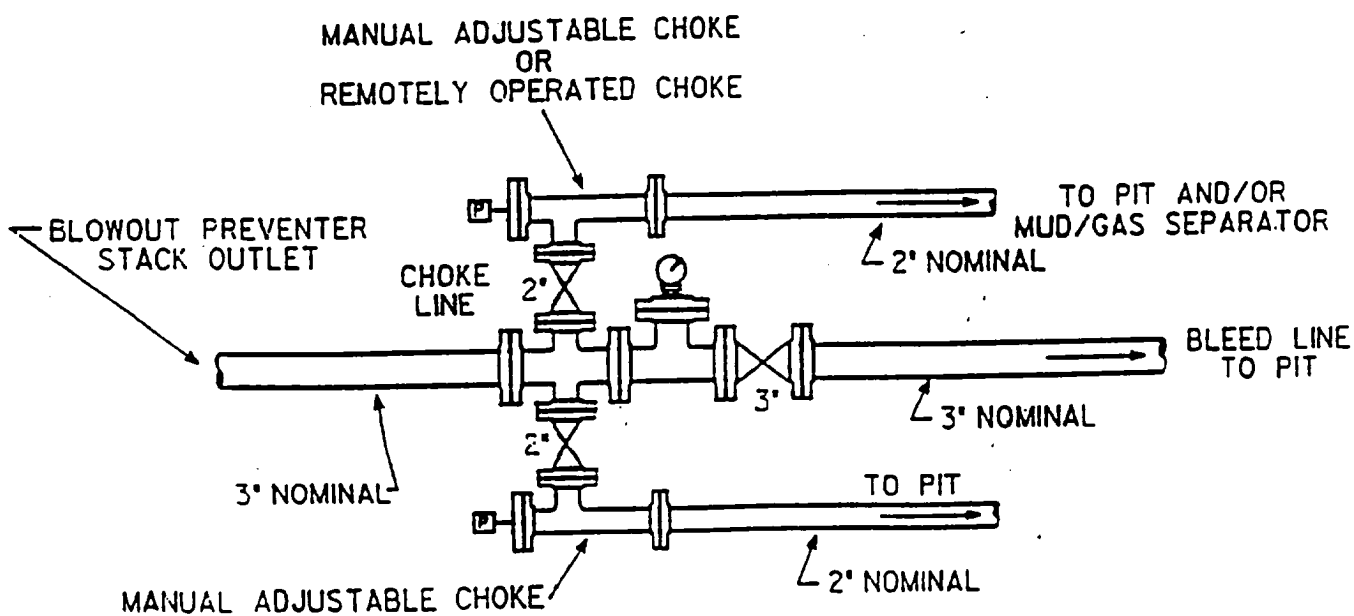 MANUAL ADJUSTABLE CHOKE
OR
REMOTELY OPERATED CHOKE
P
TO PIT AND/OR
MUD/GAS SEPARATOR
2" NOMINAL
BLOWOUT PREVENTER
STACK OUTLET
CHOKE
LINE
2"
BLEED LINE
TO PIT
3"
3" NOMINAL
2"
3" NOMINAL
TO PIT
P
2" NOMINAL
MANUAL ADJUSTABLE CHOKE